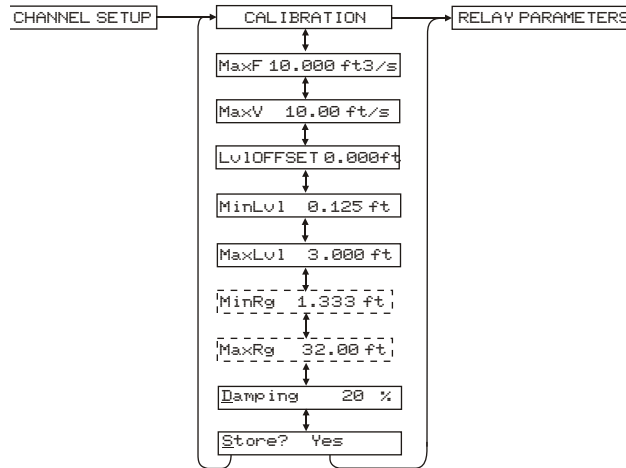 CHANNEL SETUP
CALIBRATION
RELAY PARAMETERS
MaxF 10.000 ft3/s
MaxV 10.00 ft/s
LvlOFFSET 0.000ft
MinLvl 0.125 ft
MaxLvl 3.000 ft
MinRg 1.333 ft
MaxRg 32.00 ft
Damping 20 %
Store? Yes